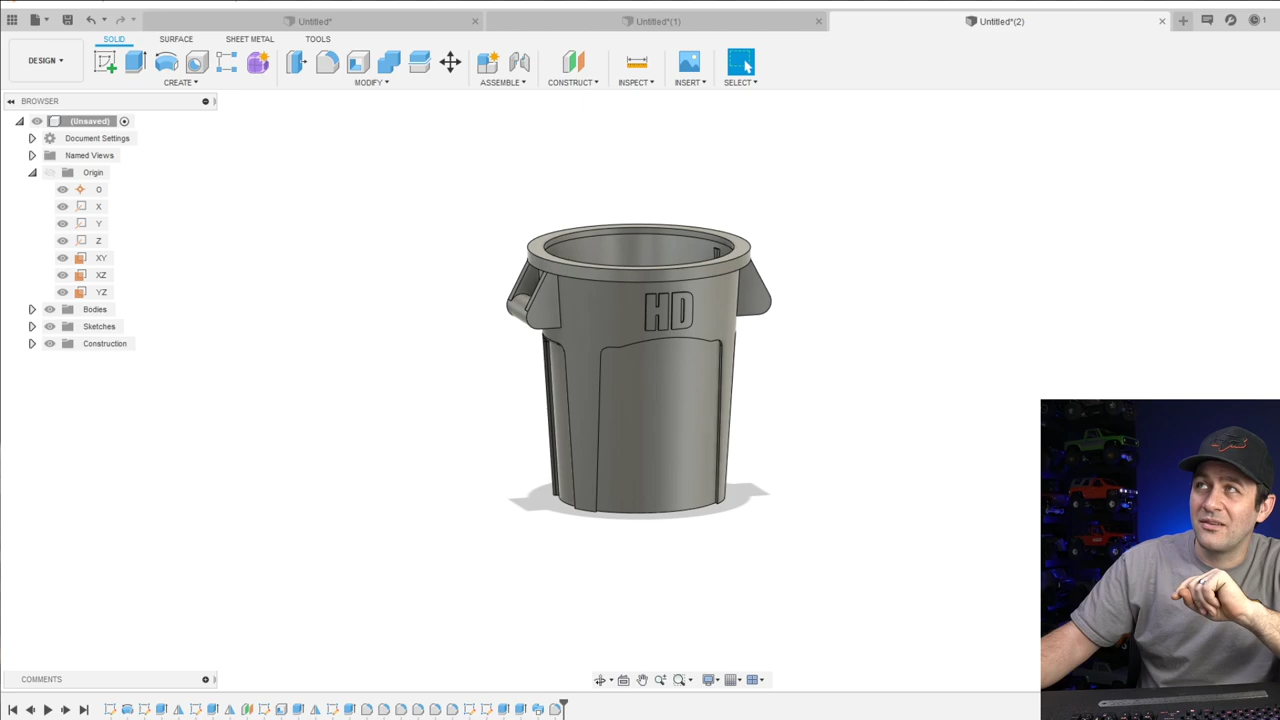 Untitled*
Untitled*(1)
Untitled*(2)
1
DESIGN
SOLID
SURFACE
SHEET METAL
TOOLS
CREATE
MODIFY
ASSEMBLE
CONSTRUCT
INSPECT
INSERT
SELECT
BROWSER
(Unsaved)
Document Settings
Named Views
Origin
O
X
Y
Z
XY
XZ
YZ
Bodies
Sketches
Construction
HD
COMMENTS